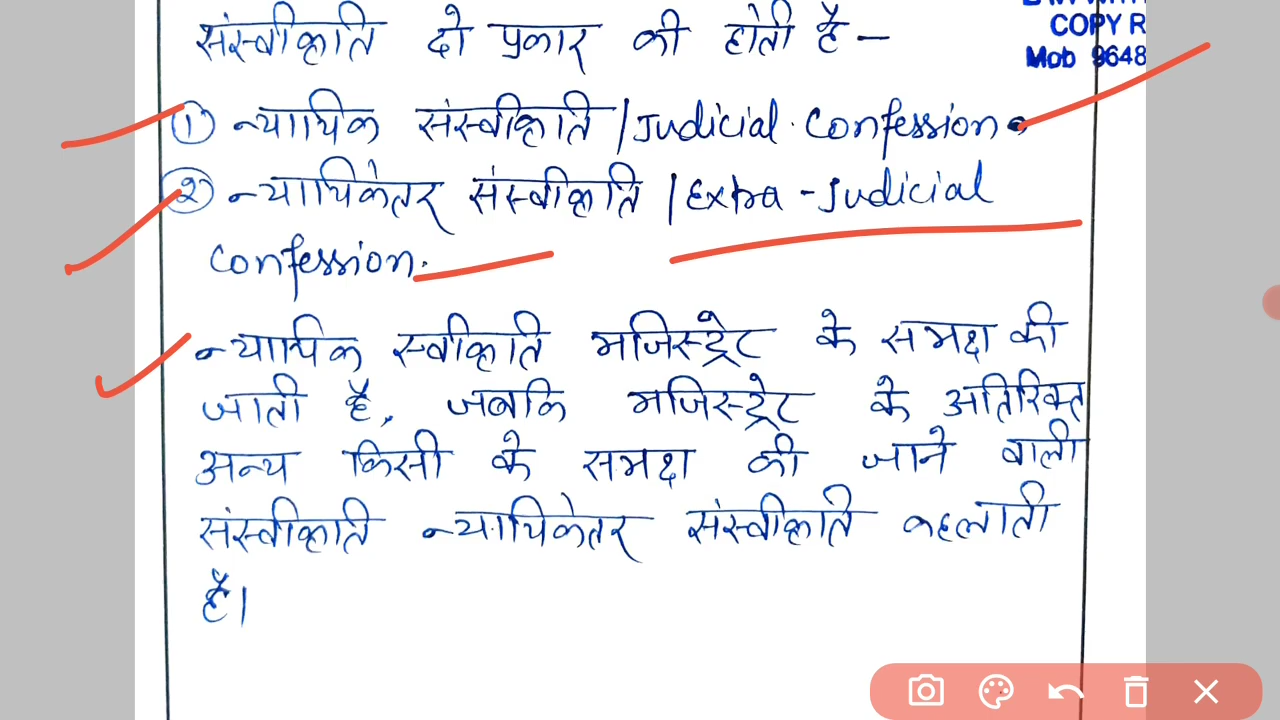 संस्वीकृति दो प्रकार की होती है –
COPY R
Mob 9648
① न्यायिक संस्वीकृति / Judicial Confession
② न्यायिकेतर संस्वीकृति / Extra - Judicial
Confession.
न्यायिक स्वीकृति मजिस्ट्रेट के समक्ष की
जाती है, जबकि मजिस्ट्रेट के अतिरिक्त
अन्य किसी के समक्ष की जाने वाली
संस्वीकृति न्यायिकेतर संस्वीकृति कहलाती
है।